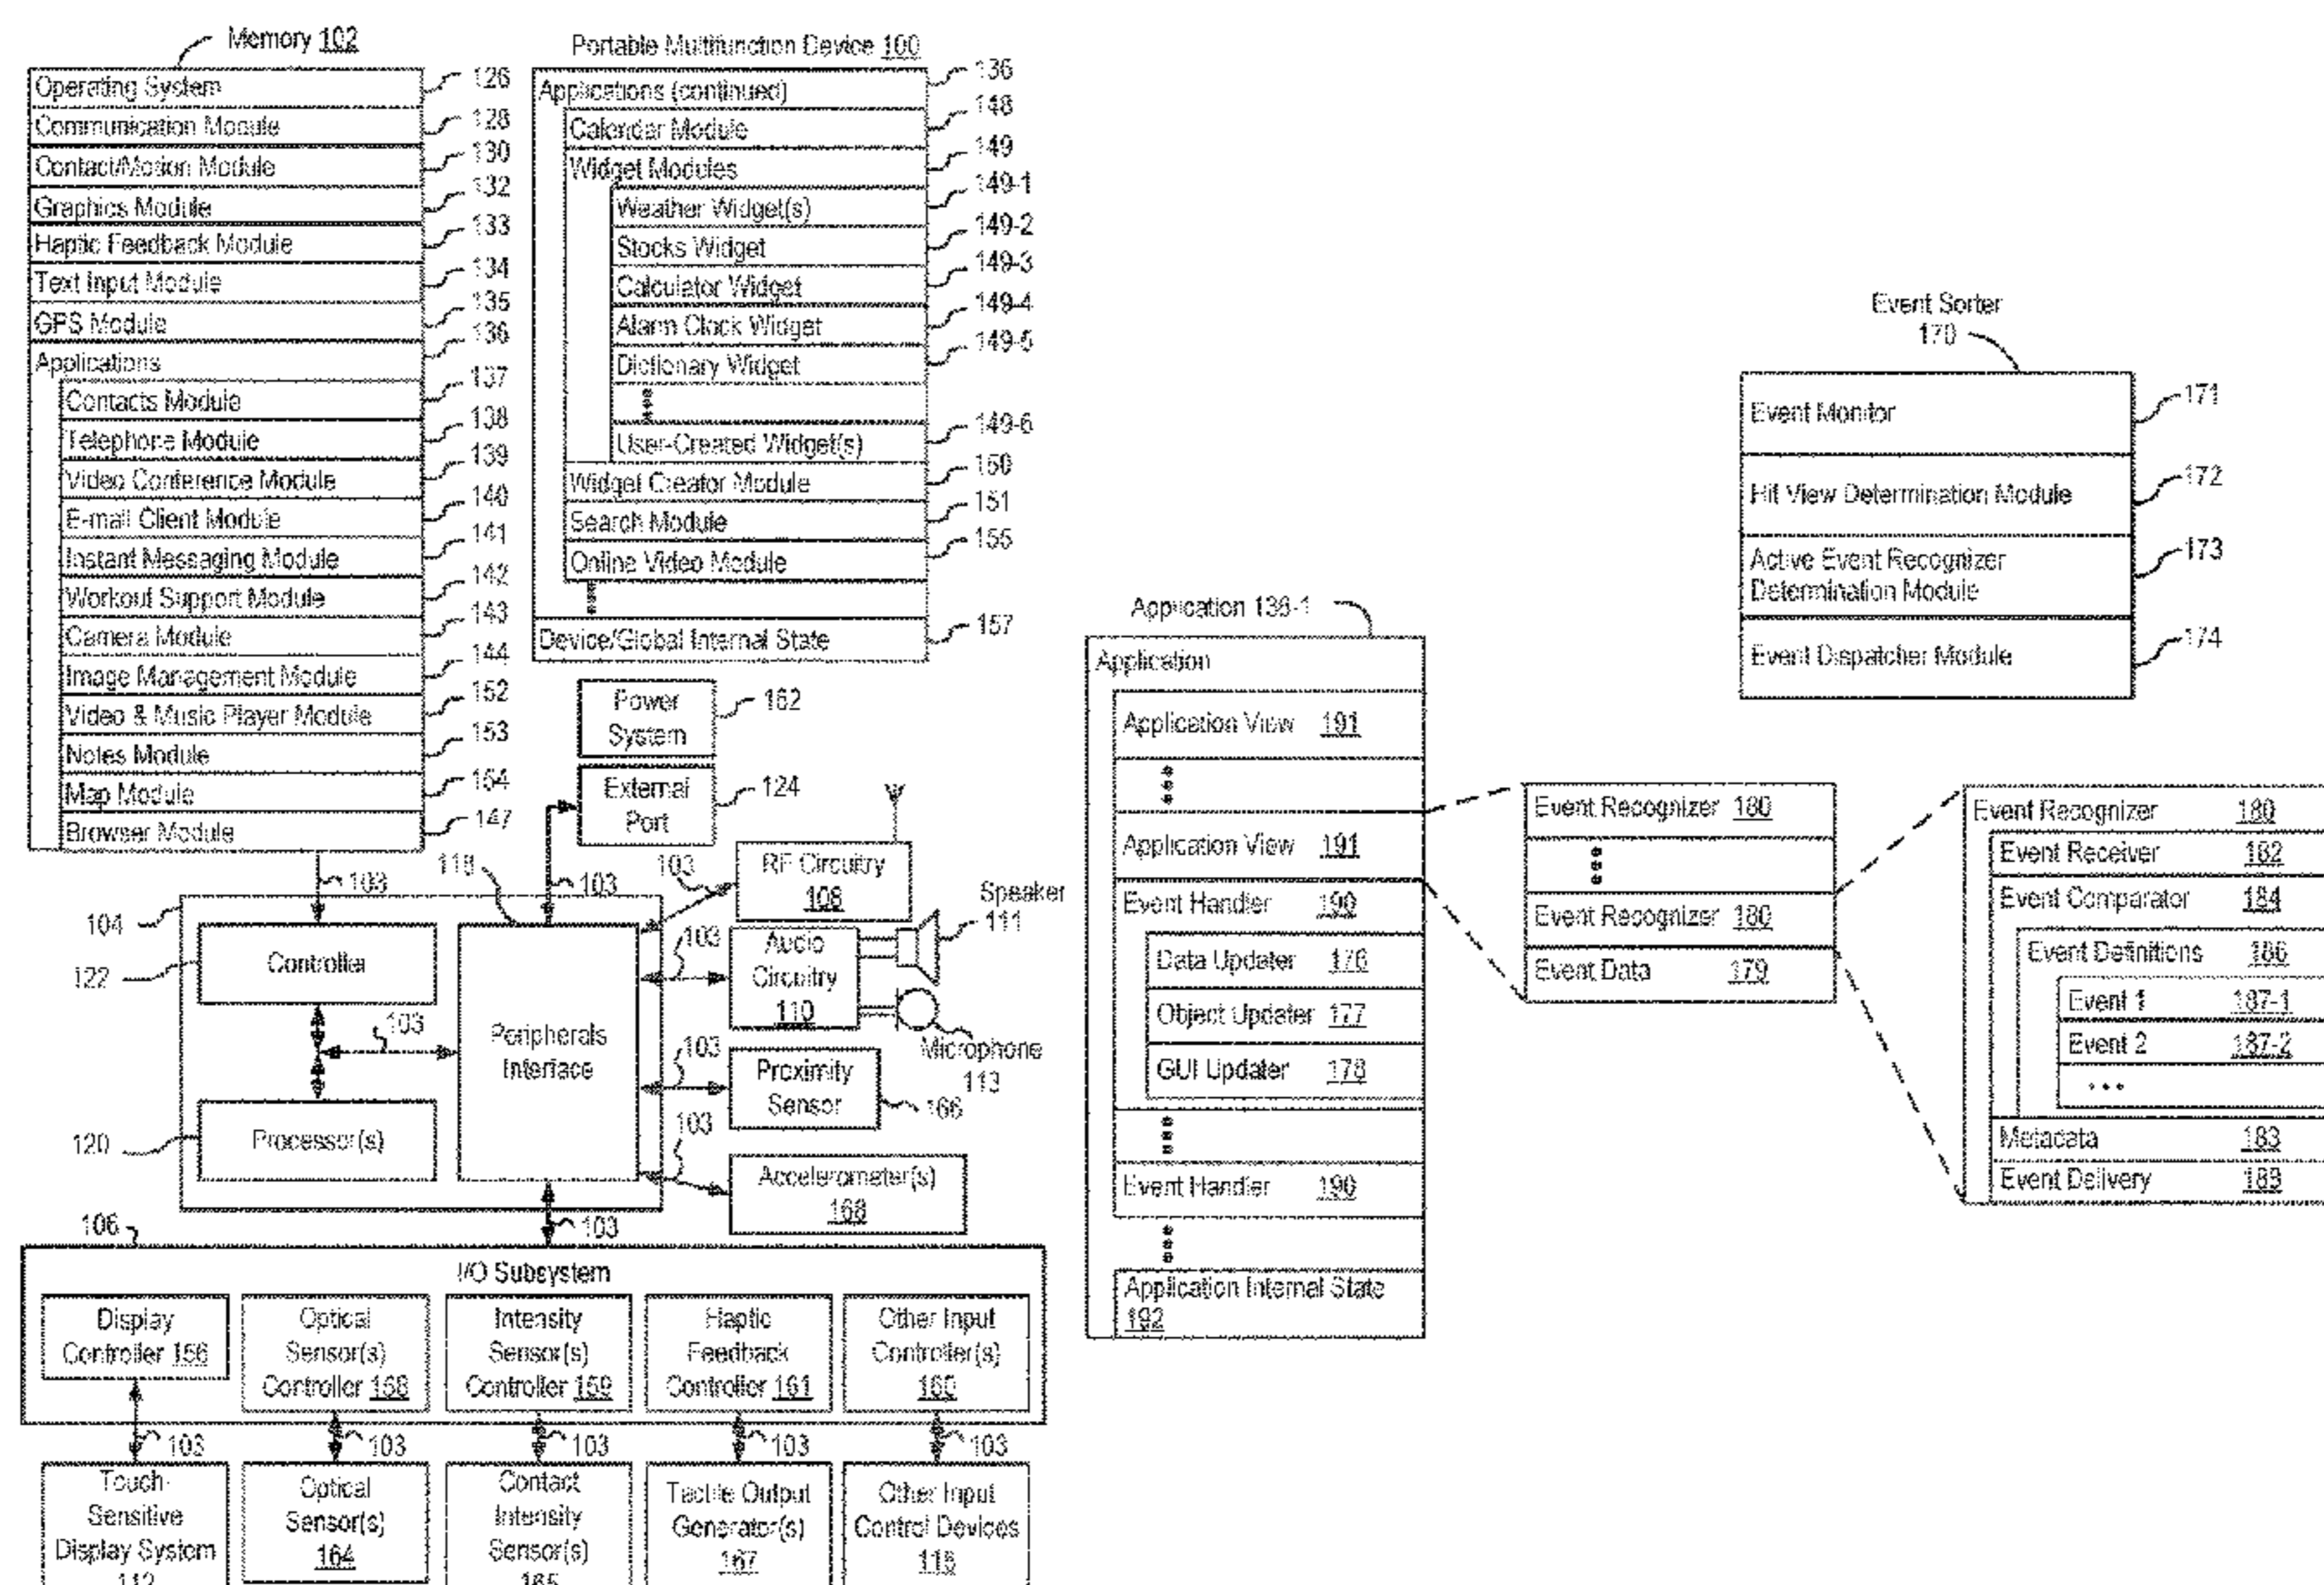 Memory 102
Operating System 126
Communication Module 128
Contact/Motion Module 130
Graphics Module 132
Haptic Feedback Module 133
Text Input Module 134
GPS Module 135
Applications 136
Contacts Module 137
Telephone Module 138
Video Conference Module 139
E-mail Client Module 140
Instant Messaging Module 141
Workout Support Module 142
Camera Module 143
Image Management Module 144
Video & Music Player Module 152
Notes Module 153
Map Module 154
Browser Module 147
Portable Multifunction Device 100
Applications (continued) 136
Calendar Module 148
Widget Modules 149
Weather Widget(s) 149-1
Stocks Widget 149-2
Calculator Widget 149-3
Alarm Clock Widget 149-4
Dictionary Widget 149-5
User-Created Widget(s) 149-6
Widget Creator Module 150
Search Module 151
Online Video Module 155
Device/Global Internal State 157
Power
System
162
External
Port
124
103
118
103
103
RF Circuitry
108
Speaker
111
104
122
Controller
103
Peripherals
Interface
103
Audio
Circuitry
110
Microphone
113
103
Proximity
Sensor
166
120
Processor(s)
103
Accelerometer(s)
168
103
106
I/O Subsystem
Display
Controller 156
Optical
Sensor(s)
Controller 158
Intensity
Sensor(s)
Controller 159
Haptic
Feedback
Controller 161
Other Input
Controller(s)
160
103
103
103
103
103
Touch-
Sensitive
Display System
112
Optical
Sensor(s)
164
Contact
Intensity
Sensor(s)
165
Tactile Output
Generator(s)
167
Other Input
Control Devices
116
Application 136-1
Application
Application View 191
Application View 191
Event Handler 190
Data Updater 176
Object Updater 177
GUI Updater 178
Event Handler 190
Application Internal State
192
Event Sorter
170
Event Monitor 171
Hit View Determination Module 172
Active Event Recognizer 173
Determination Module
Event Dispatcher Module 174
Event Recognizer 180
Event Recognizer 180
Event Data 179
Event Recognizer 180
Event Receiver 182
Event Comparator 184
Event Definitions 186
Event 1 187-1
Event 2 187-2
...
Metadata 183
Event Delivery 188